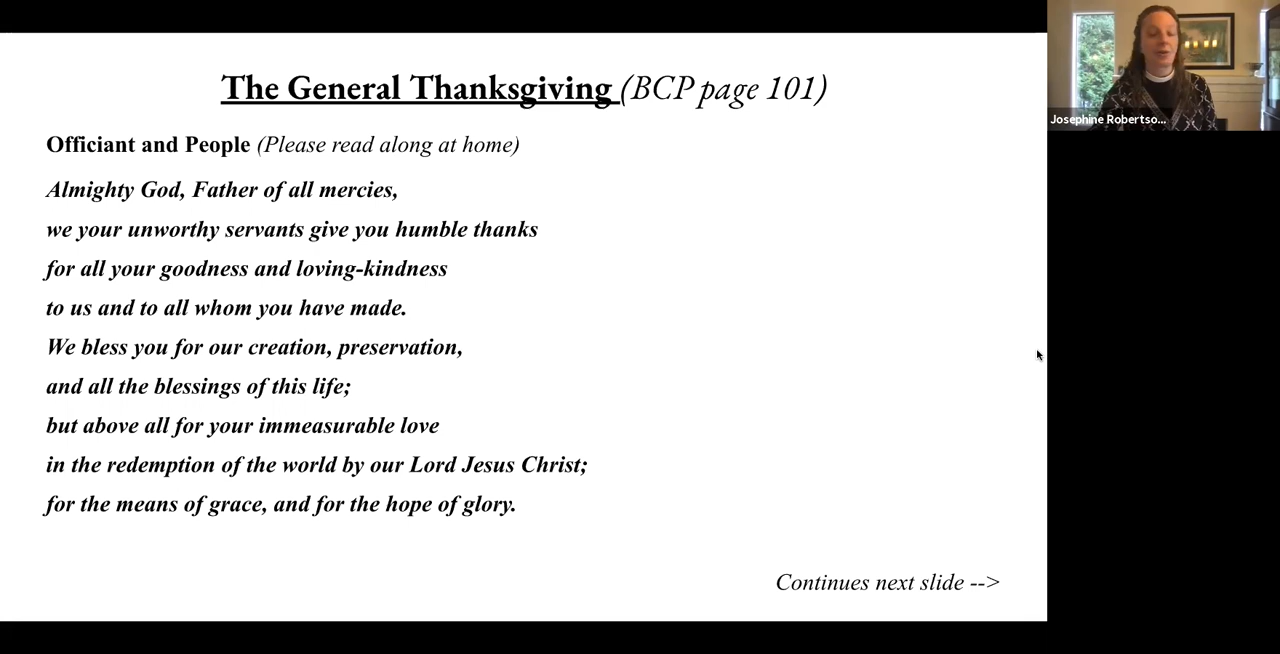 The General Thanksgiving (BCP page 101)
Officiant and People (Please read along at home)
Almighty God, Father of all mercies,
we your unworthy servants give you humble thanks
for all your goodness and loving-kindness
to us and to all whom you have made.
We bless you for our creation, preservation,
and all the blessings of this life;
but above all for your immeasurable love
in the redemption of the world by our Lord Jesus Christ;
for the means of grace, and for the hope of glory.
Continues next slide -->
Josephine Robertso...